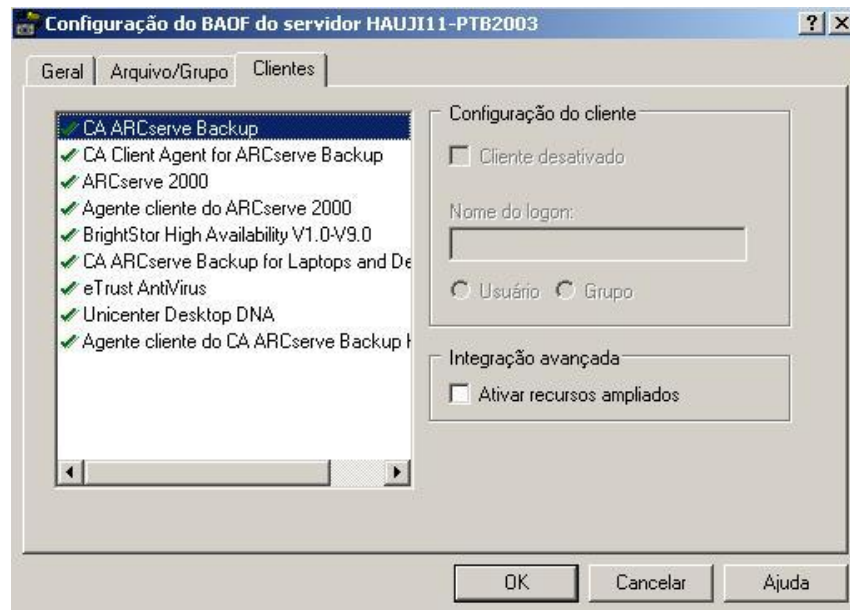 Configuração do BAOF do servidor HAUJI11-PTB2003
Geral
Arquivo/Grupo
Clientes
CA ARCserve Backup
CA Client Agent for ARCserve Backup
ARCserve 2000
Agente cliente do ARCserve 2000
BrightStor High Availability V1.0-V9.0
CA ARCserve Backup for Laptops and De
eTrust AntiVirus
Unicenter Desktop DNA
Agente cliente do CA ARCserve Backup
Configuração do cliente
Cliente desativado
Nome do logon:
Usuário
Grupo
Integração avançada
Ativar recursos ampliados
OK
Cancelar
Ajuda